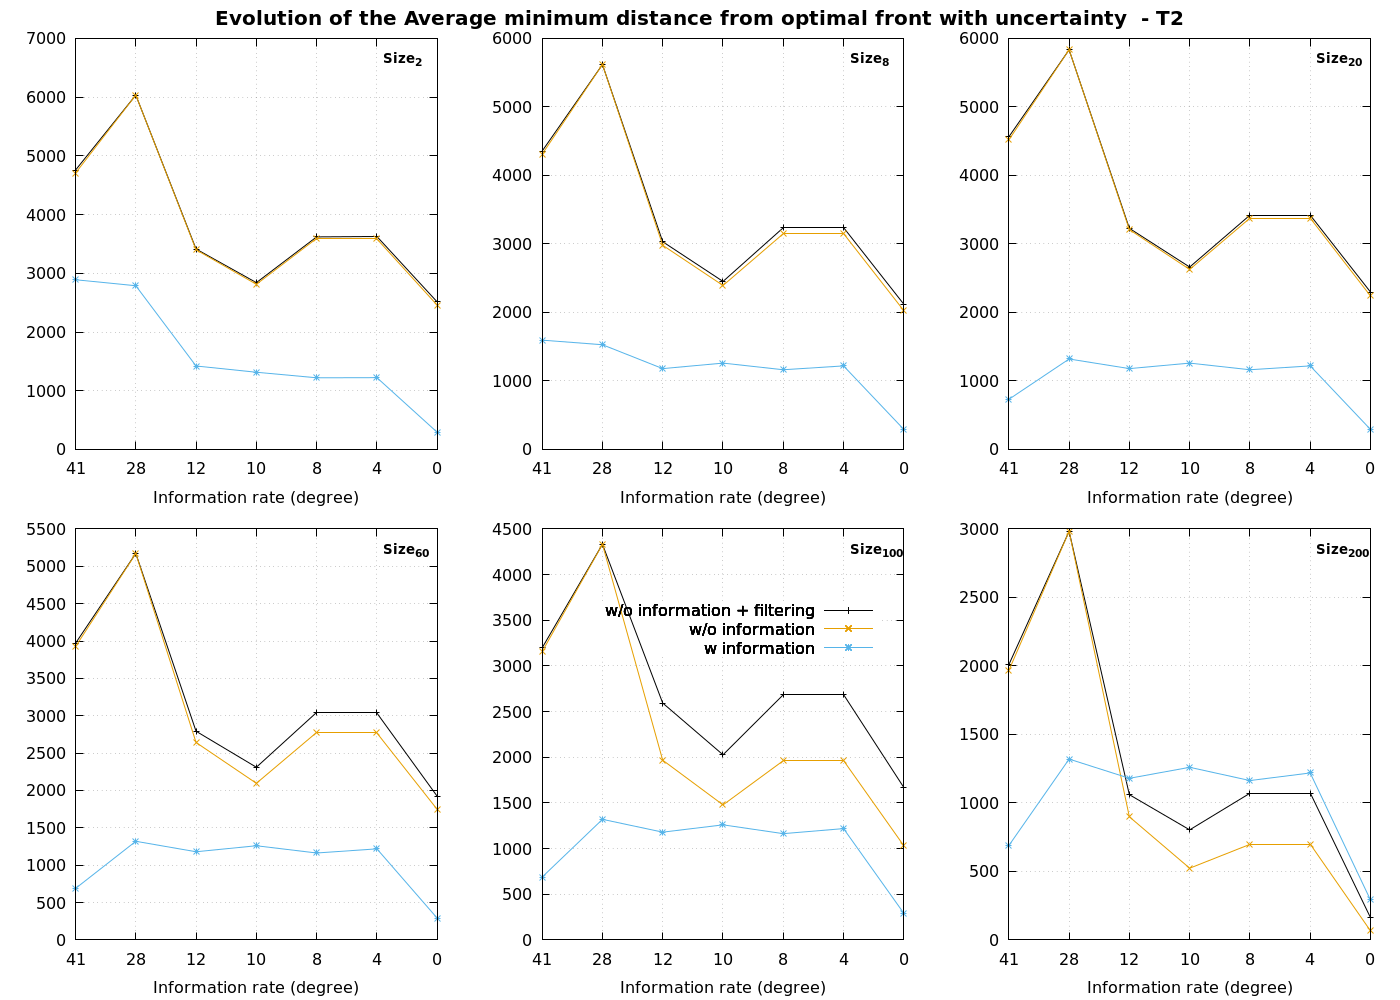 Evolution of the Average minimum distance from optimal front with uncertainty - T2
7000
6000
5000
4000
3000
2000
1000
0
41 28 12 10 8 4 0
Information rate (degree)
Size2
6000
5000
4000
3000
2000
1000
0
41 28 12 10 8 4 0
Information rate (degree)
Size8
6000
5000
4000
3000
2000
1000
0
41 28 12 10 8 4 0
Information rate (degree)
Size20
5500
5000
4500
4000
3500
3000
2500
2000
1500
1000
500
0
41 28 12 10 8 4 0
Information rate (degree)
Size60
4500
4000
3500
3000
2500
2000
1500
1000
500
0
41 28 12 10 8 4 0
Information rate (degree)
Size100
w/o information + filtering
w/o information
w information
3000
2500
2000
1500
1000
500
0
41 28 12 10 8 4 0
Information rate (degree)
Size200